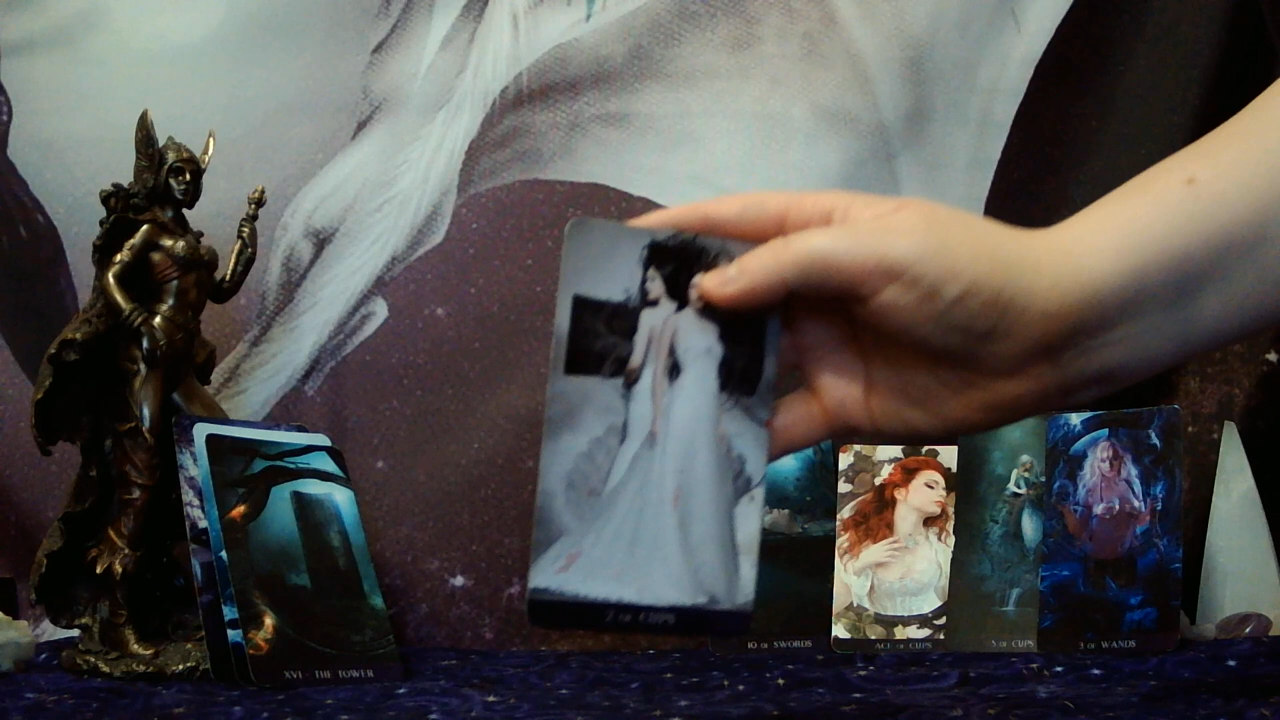 2 OF CUPS
10 OF SWORDS
ACE OF CUPS
5 OF CUPS
3 OF WANDS
XVI - THE TOWER